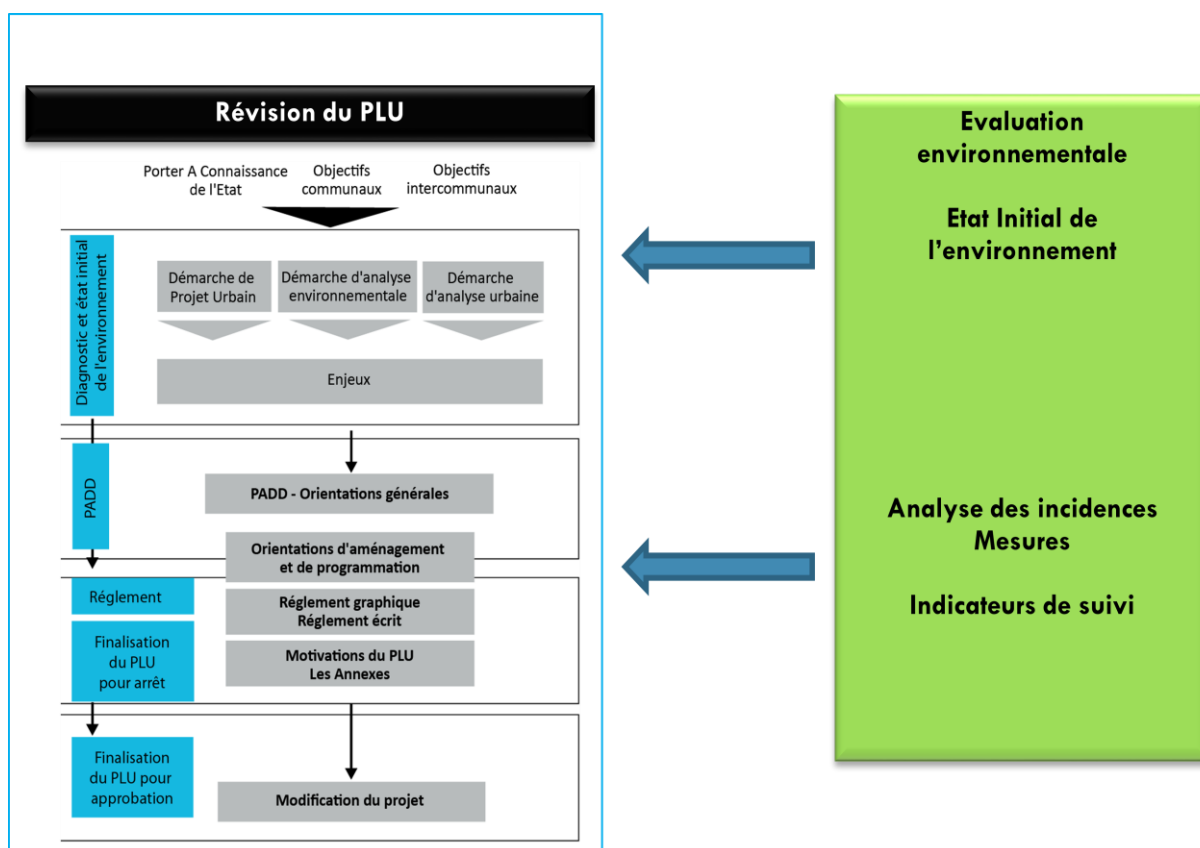 Révision du PLU
Porter A Connaissance
de l'Etat
Objectifs
communaux
Objectifs
intercommunaux
Diagnostic et état initial
de l'environnement
Démarche de
Projet Urbain
Démarche d'analyse
environnementale
Démarche
d'analyse urbaine
Enjeux
PADD
PADD - Orientations générales
Orientations d'aménagement
et de programmation
Réglement
Réglement graphique
Réglement écrit
Finalisation
du PLU
pour arrêt
Motivations du PLU
Les Annexes
Finalisation
du PLU pour
approbation
Modification du projet
Evaluation
environnementale
Etat Initial de
l'environnement
Analyse des incidences
Mesures
Indicateurs de suivi